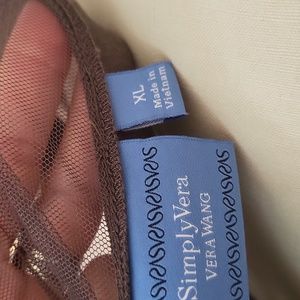 XL
Made in
Vietnam
SimplyVera
VERA WANG